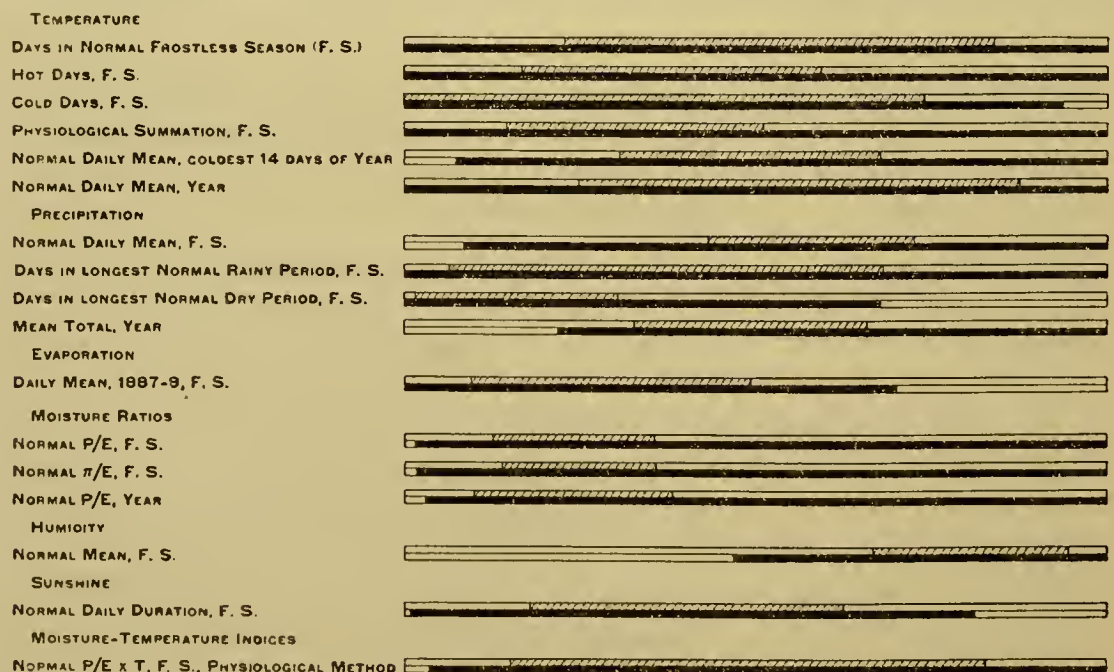 TEMPERATURE
DAYS IN NORMAL FROSTLESS SEASON (F. S.)
HOT DAYS, F. S.
COLD DAYS, F. S.
PHYSIOLOGICAL SUMMATION, F. S.
NORMAL DAILY MEAN, COLDEST 14 DAYS OF YEAR
NORMAL DAILY MEAN, YEAR
PRECIPITATION
NORMAL DAILY MEAN, F. S.
DAYS IN LONGEST NORMAL RAINY PERIOD, F. S.
DAYS IN LONGEST NORMAL DRY PERIOD, F. S.
MEAN TOTAL, YEAR
EVAPORATION
DAILY MEAN, 1887-8, F. S.
MOISTURE RATIOS
NORMAL P/E, F. S.
NORMAL π/E, F. S.
NORMAL P/E, YEAR
HUMIDITY
NORMAL MEAN, F. S.
SUNSHINE
NORMAL DAILY DURATION, F. S.
MOISTURE-TEMPERATURE INDICES
NORMAL P/E X T, F. S., PHYSIOLOGICAL METHOD